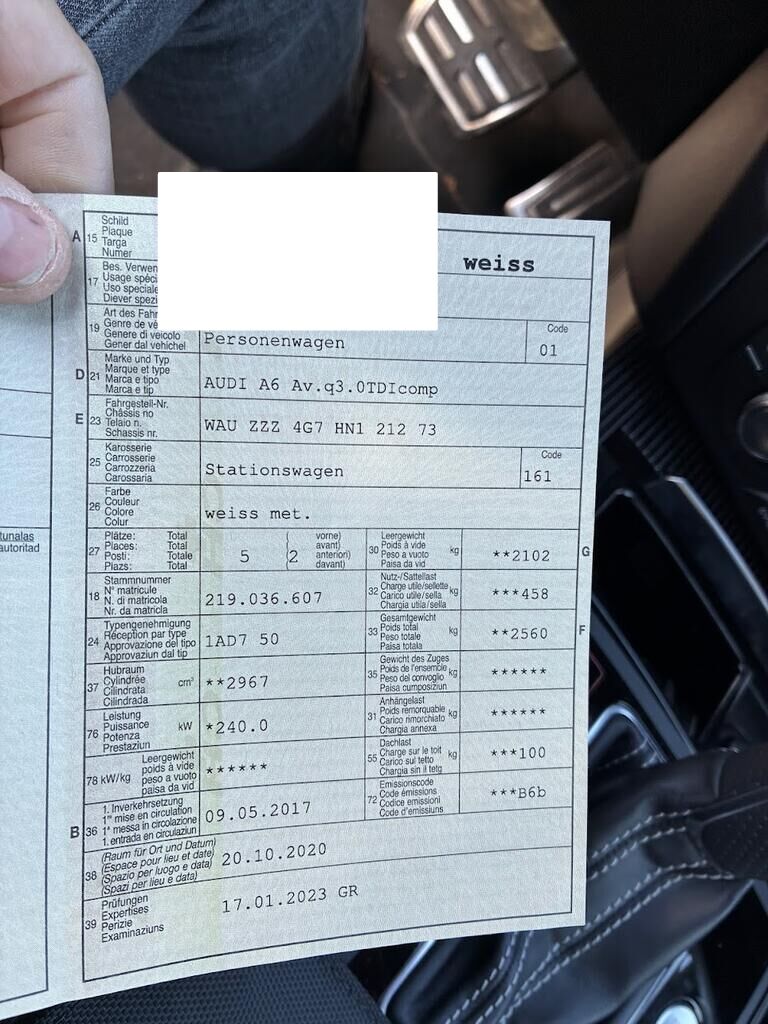 A 15 Schild
Plaque
Targa
Numer
weiss
17 Bes. Verwen
Usage spéci
Uso speciale
Diever spezi
19 Art des Fahr
Genre de vé
Genere di veicolo
Gener dal vehichel
Personenwagen
Code
01
D 21 Marke und Typ
Marque et type
Marca e tipo
Marca e tip
AUDI A6 Av.q3.0TDIcomp
E 23 Fahrgestell-Nr.
Châssis no
Telaio n.
Schassis nr.
WAU ZZZ 4G7 HN1 212 73
25 Karosserie
Carrosserie
Carrozzeria
Carossaria
Stationswagen
Code
161
26 Farbe
Couleur
Colore
Colur
weiss met.
27 Plätze: Total (vorne)
Places: Total avant)
Posti: Totale anteriori)
Plazs: Total davant)
5 (2
30 Leergewicht
Poids à vide
Peso a vuoto
Paisa da vid
kg
**2102
G
18 Stammnummer
N° matricule
N. di matricola
Nr. da matricla
219.036.607
32 Nutz-/Sattellast
Charge utile/sellette
Carico utile/sella
Chargia utila/sella
kg
***458
24 Typengenehmigung
Réception par type
Approvazione del tipo
Approvaziun dal tip
1AD7 50
33 Gesamtgewicht
Poids total
Peso totale
Paisa totala
kg
**2560
F
37 Hubraum
Cylindrée
Cilindrata
Cilindrada
cm³
**2967
35 Gewicht des Zuges
Poids de l'ensemble
Peso del convoglio
Paisa cumposiziun
kg
******
76 Leistung
Puissance
Potenza
Prestaziun
kW
*240.0
31 Anhängelast
Poids remorquable
Carico rimorchiato
Chargia annexa
kg
******
78 kW/kg Leergewicht
poids à vide
peso a vuoto
paisa da vid
******
55 Dachlast
Charge sur le toit
Carico sul tetto
Chargia sin il tetg
kg
***100
B 36 1. Inverkehrsetzung
1re mise en circulation
1a messa in circolazione
1. entrada en circulaziun
09.05.2017
72 Emissionscode
Code émissions
Codice emissioni
Code d'emissiuns
***B6b
38 (Raum für Ort und Datum)
(Espace pour lieu et date)
(Spazio per luogo e data)
(Spazi per lieu e data)
20.10.2020
39 Prüfungen
Expertises
Perizie
Examinaziuns
17.01.2023 GR
tunalas
autoritad